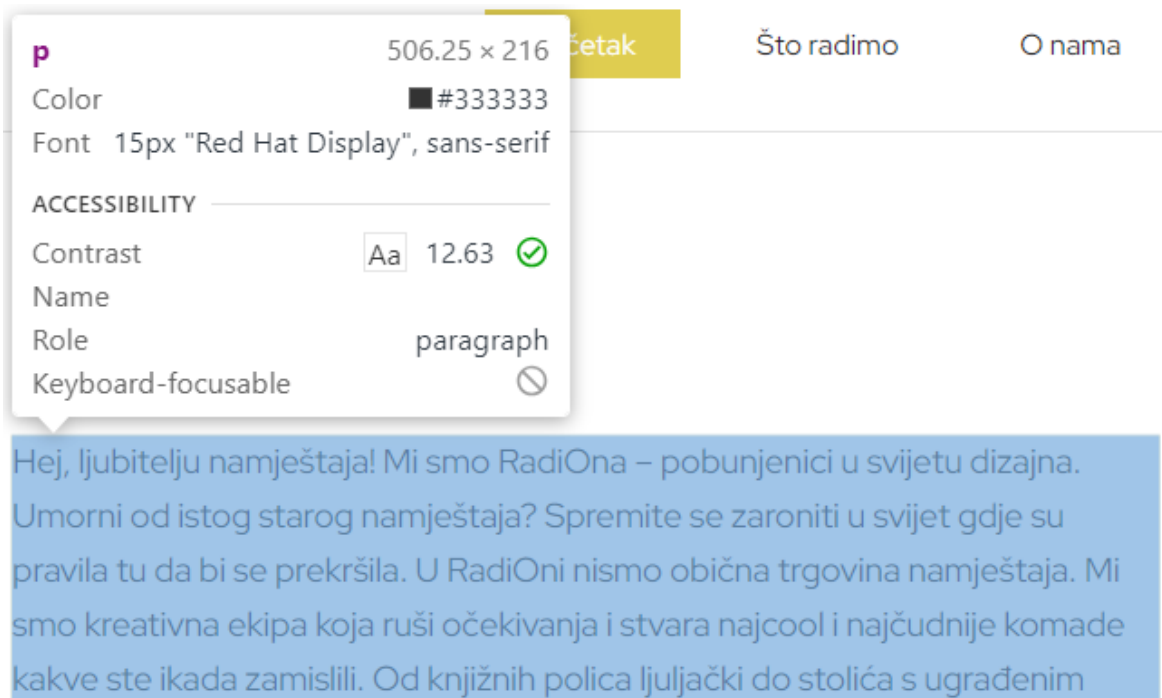 p 506.25 × 216
Color #333333
Font 15px "Red Hat Display", sans-serif
ACCESSIBILITY
Contrast Aa 12.63
Name
Role paragraph
Keyboard-focusable
četak Što radimo O nama
Hej, ljubitelju namještaja! Mi smo RadiOna – pobunjenici u svijetu dizajna.
Umorni od istog starog namještaja? Spremite se zaroniti u svijet gdje su
pravila tu da bi se prekršila. U RadiOni nismo obična trgovina namještaja. Mi
smo kreativna ekipa koja ruši očekivanja i stvara najcool i najčudnije komade
kakve ste ikada zamislili. Od knjižnih polica ljuljački do stolića s ugrađenim